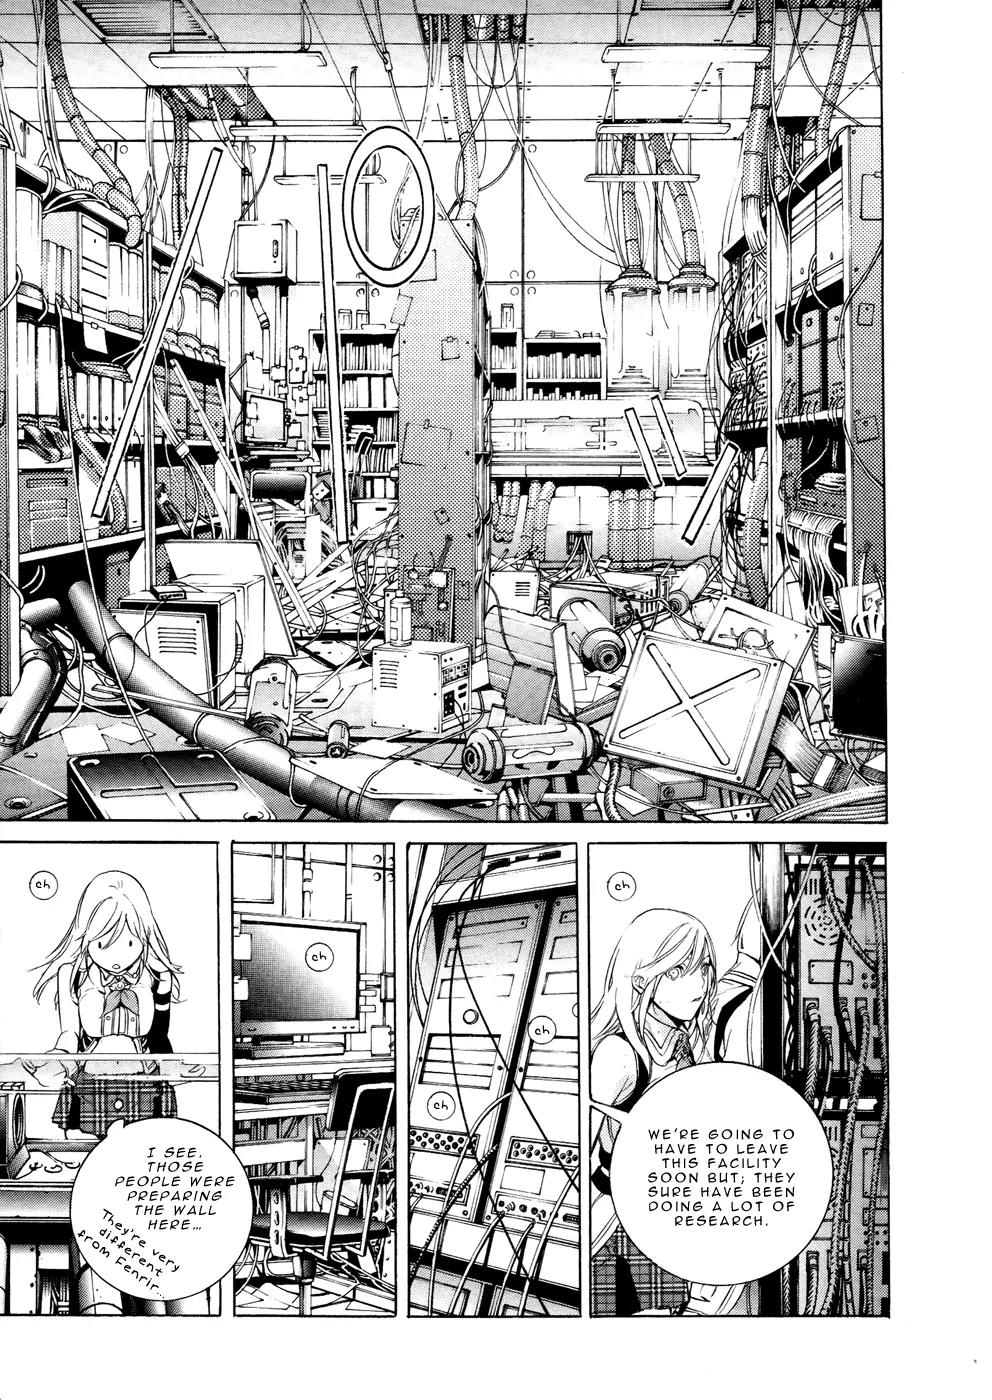 ch
WE'RE GOING TO
HAVE TO LEAVE
THIS FACILITY
SOON BUT; THEY
SURE HAVE BEEN
DOING A LOT OF
RESEARCH.
ch
ch
ch
ch
I SEE.
THOSE
PEOPLE WERE
PREPARING
THE WALL
HERE...
They're very
different
from Fenrir...